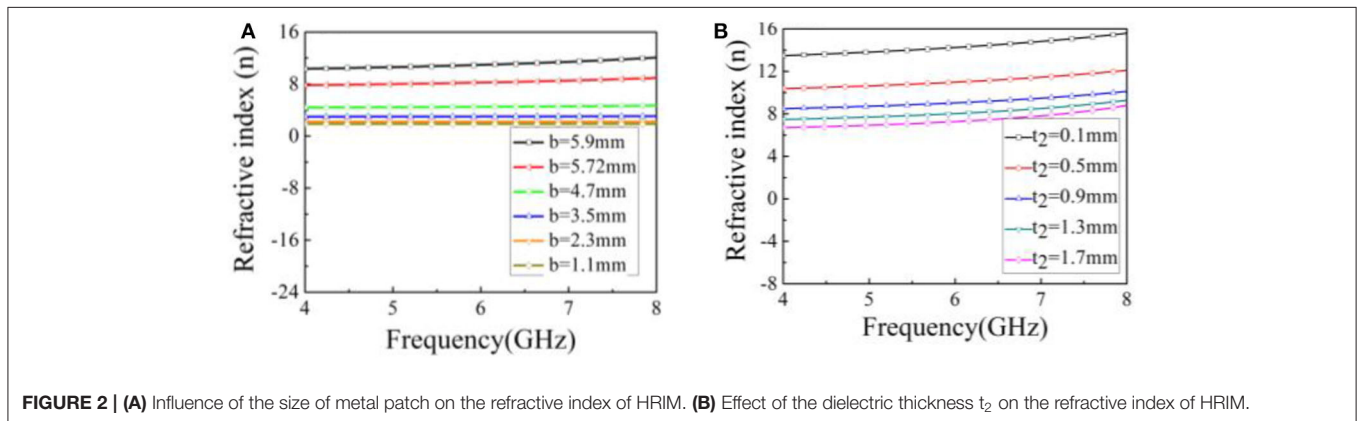 A
Refractive index (n)
16
8
0
-8
-16
-24
4
5
6
7
8
Frequency(GHz)
b=5.9mm
b=5.72mm
b=4.7mm
b=3.5mm
b=2.3mm
b=1.1mm
B
Refractive index (n)
16
12
8
4
0
-4
-8
4
5
6
7
8
Frequency(GHz)
t2=0.1mm
t2=0.5mm
t2=0.9mm
t2=1.3mm
t2=1.7mm
FIGURE 2 | (A) Influence of the size of metal patch on the refractive index of HRIM. (B) Effect of the dielectric thickness t2 on the refractive index of HRIM.